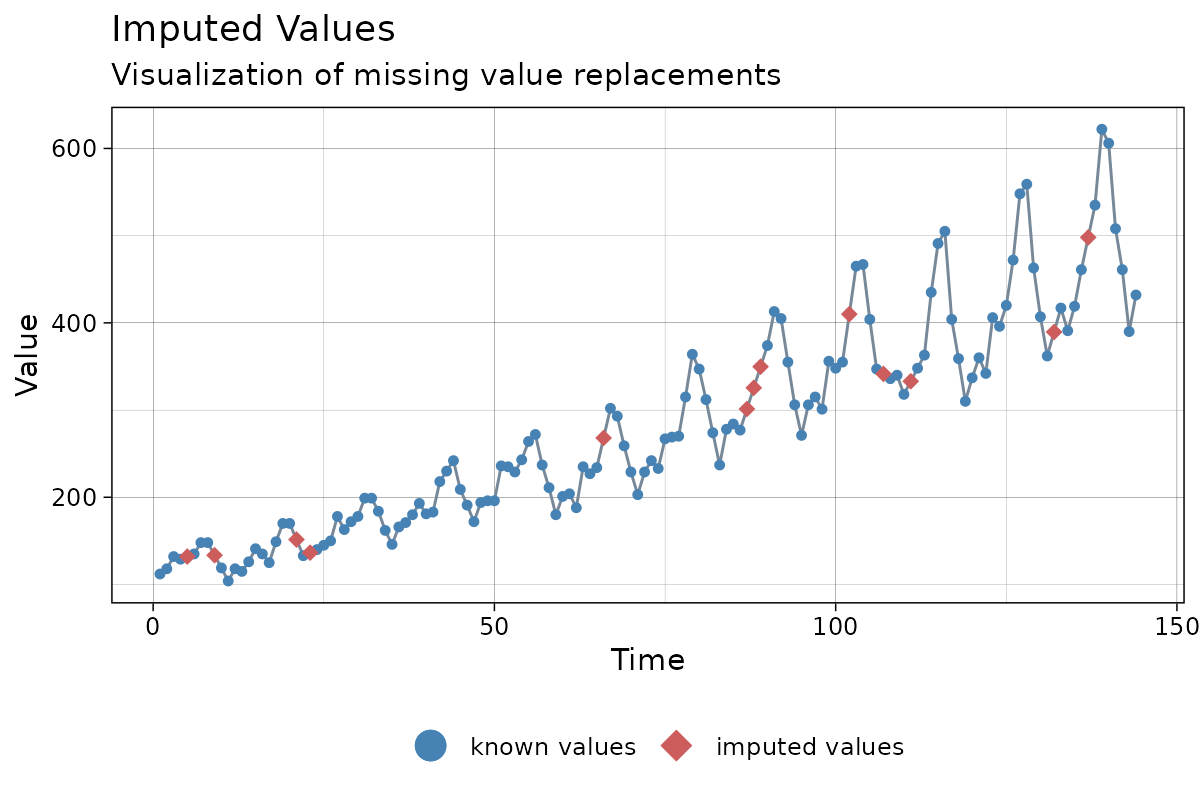 Imputed Values
Visualization of missing value replacements
600
400
200
Value
0 50 100 150
Time
known values imputed values